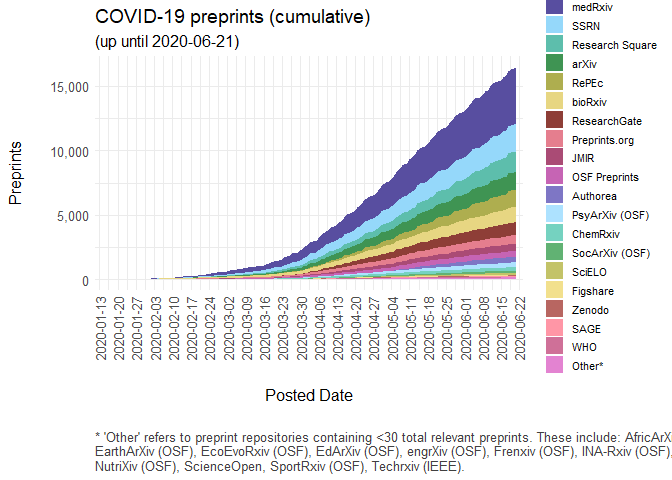 COVID-19 preprints (cumulative)
(up until 2020-06-21)
Preprints
15,000
10,000
5,000
0
2020-01-13
2020-01-20
2020-01-27
2020-02-03
2020-02-10
2020-02-17
2020-02-24
2020-03-02
2020-03-09
2020-03-16
2020-03-23
2020-03-30
2020-04-06
2020-04-13
2020-04-20
2020-04-27
2020-05-04
2020-05-11
2020-05-18
2020-05-25
2020-06-01
2020-06-08
2020-06-15
2020-06-22
Posted Date
medRxiv
SSRN
Research Square
arXiv
RePEc
bioRxiv
ResearchGate
Preprints.org
JMIR
OSF Preprints
Authorea
PsyArXiv (OSF)
ChemRxiv
SocArXiv (OSF)
SciELO
Figshare
Zenodo
SAGE
WHO
Other*
* 'Other' refers to preprint repositories containing <30 total relevant preprints. These include: AfricArXi
EarthArXiv (OSF), EcoEvoRxiv (OSF), EdArXiv (OSF), engrXiv (OSF), Frenxiv (OSF), INA-Rxiv (OSF),
NutriXiv (OSF), ScienceOpen, SportRxiv (OSF), Techrxiv (IEEE).